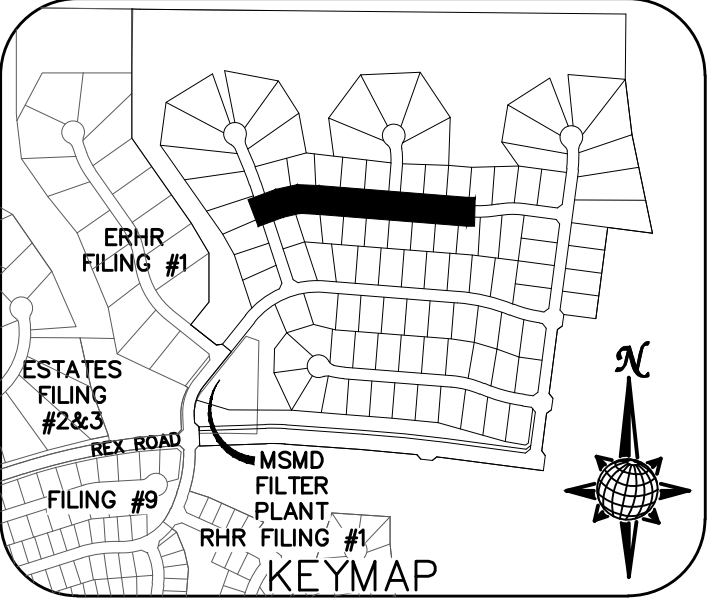 N
ERHR
FILING #1
ESTATES
FILING
#2&3
REX ROAD
FILING #9
MSMD
FILTER
PLANT
RHR FILING #1
KEYMAP